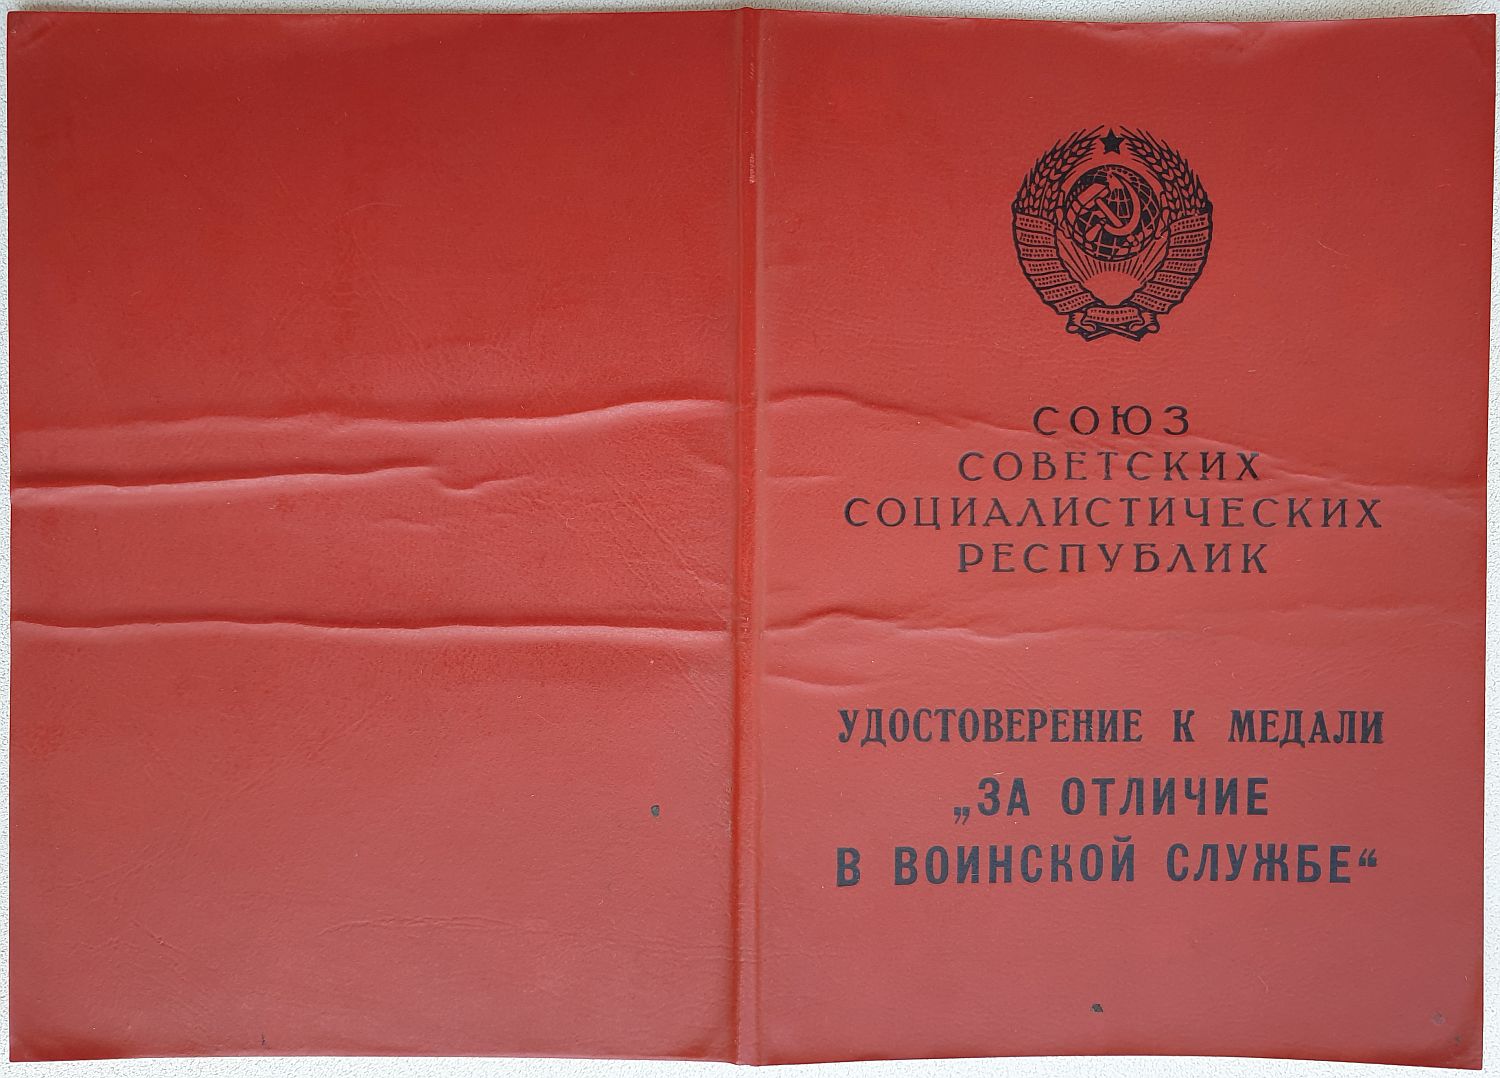 СОЮЗ
СОВЕТСКИХ
СОЦИАЛИСТИЧЕСКИХ
РЕСПУБЛИК
УДОСТОВЕРЕНИЕ К МЕДАЛИ
„ЗА ОТЛИЧИЕ
В ВОИНСКОЙ СЛУЖБЕ“